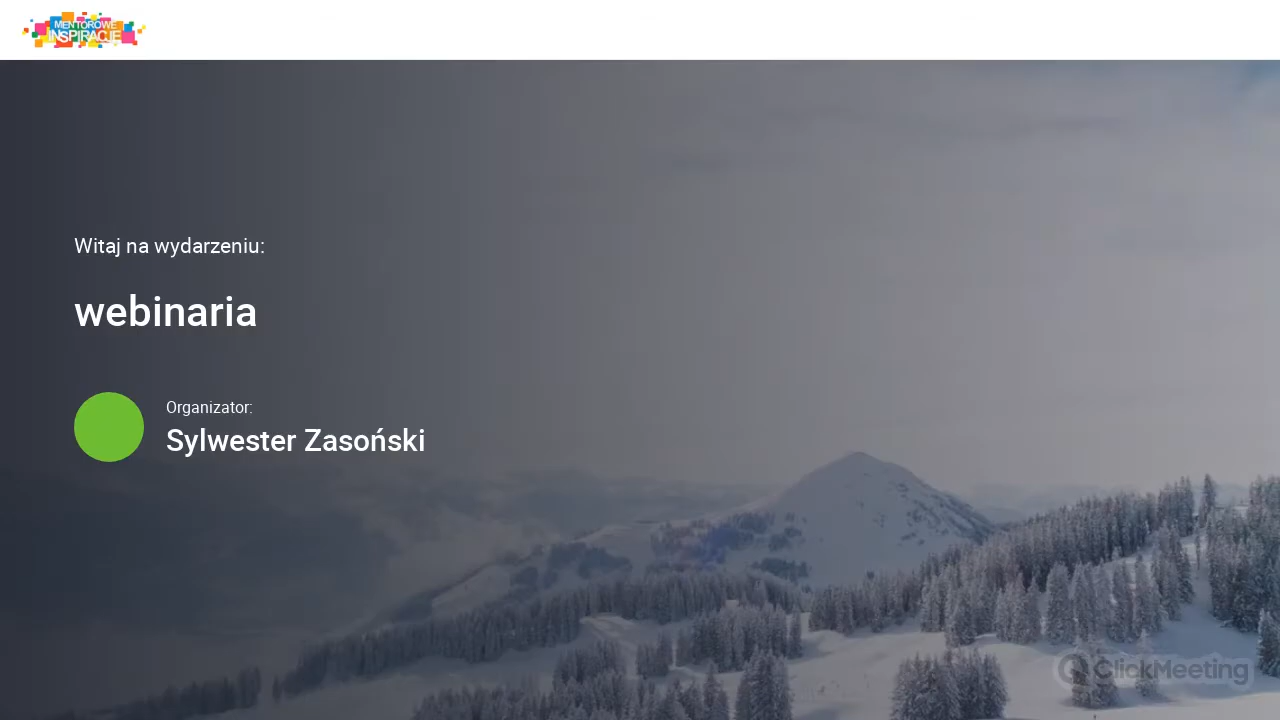 MENTOROWE
INSPIRACJE
Witaj na wydarzeniu:
webinaria
Organizator:
Sylwester Zasoński
ClickMeeting